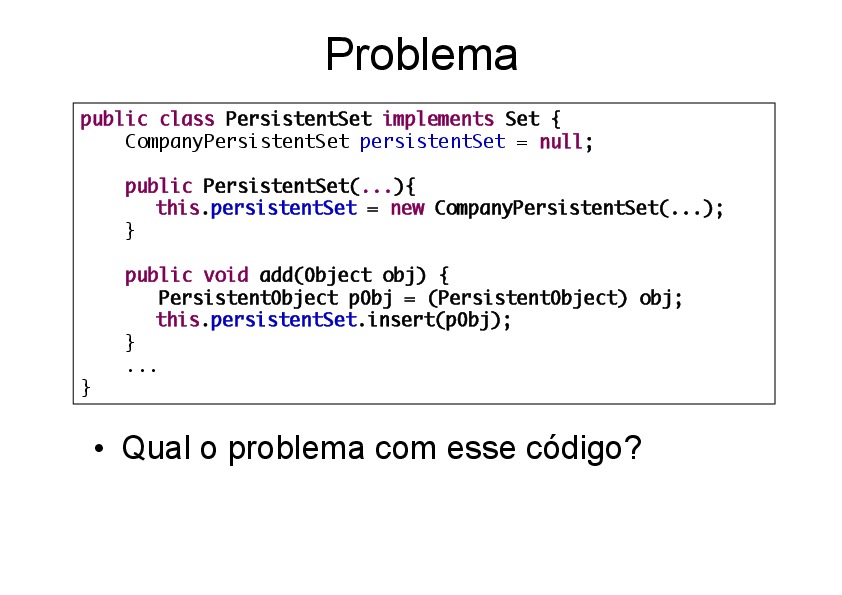 Problema
public class PersistentSet implements Set {
    CompanyPersistentSet persistentSet = null;
    public PersistentSet(...){
        this.persistentSet = new CompanyPersistentSet(...);
    }
    public void add(Object obj) {
        PersistentObject pObj = (PersistentObject) obj;
        this.persistentSet.insert(pObj);
    }
    ...
}
• Qual o problema com esse código?